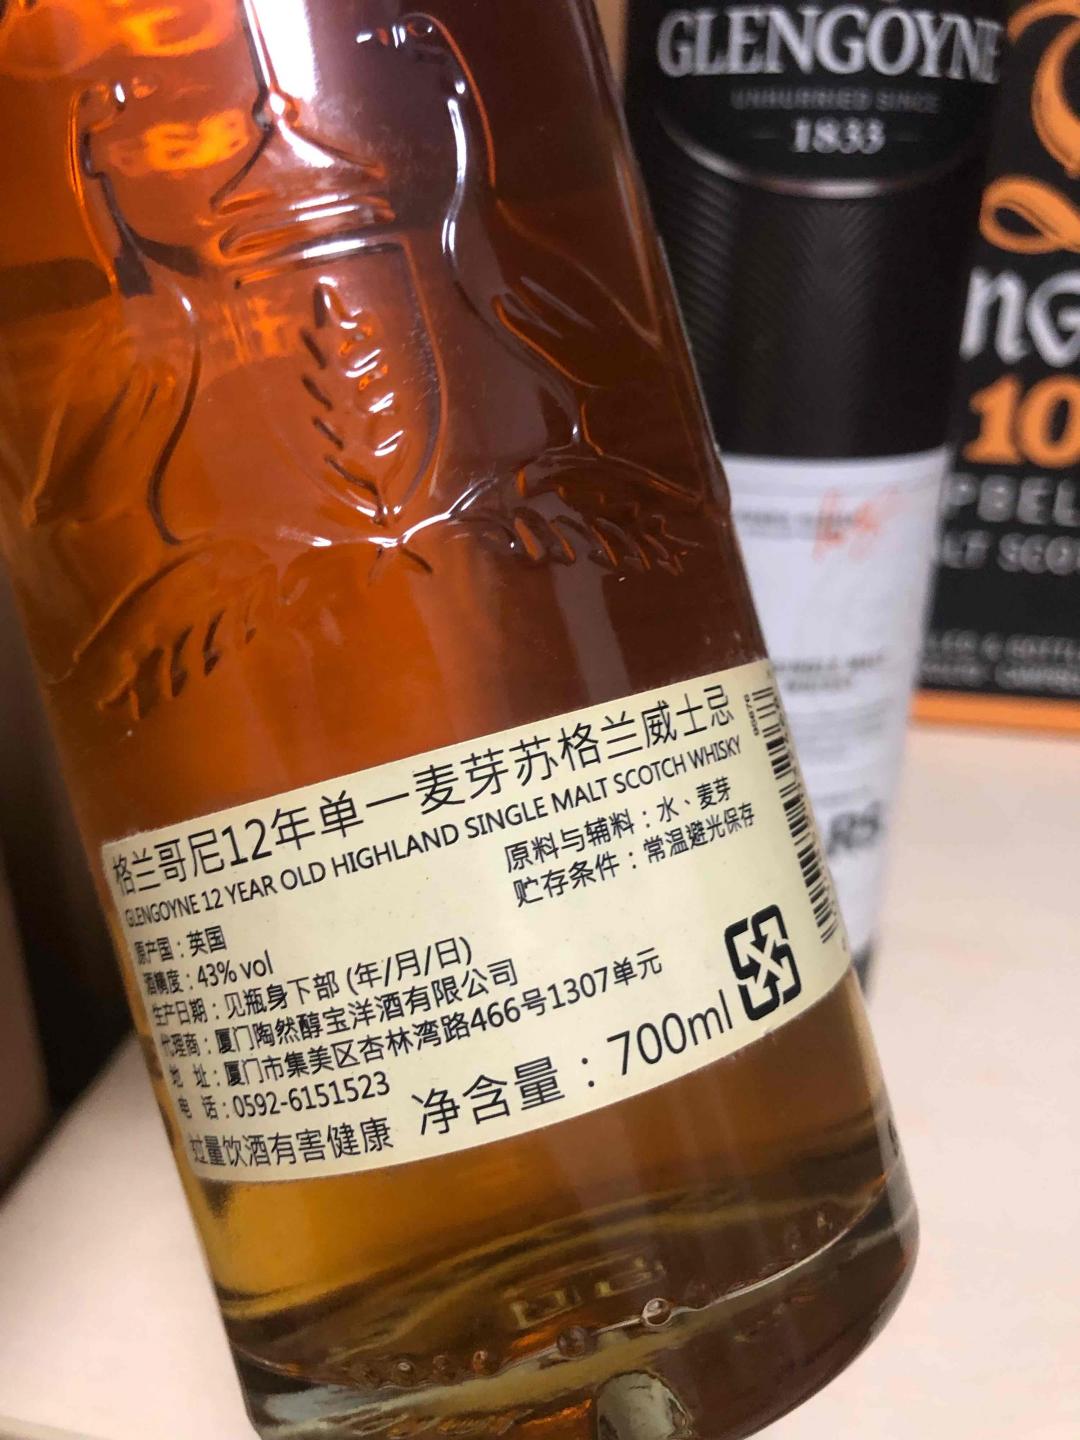 GLENGOYNE
UNHURRIED SINCE
1833
10
格兰哥尼12年单一麦芽苏格兰威士忌
GLENGOYNE 12 YEAR OLD HIGHLAND SINGLE MALT SCOTCH WHISKY
原料与辅料：水、麦芽
贮存条件：常温避光保存
原产国：英国
酒精度：43% vol
生产日期：见瓶身下部 (年/月/日)
代理商：厦门陶然醇宝洋酒有限公司
地 址：厦门市集美区杏林湾路466号1307单元
电 话：0592-6151523
净含量：700ml
过量饮酒有害健康